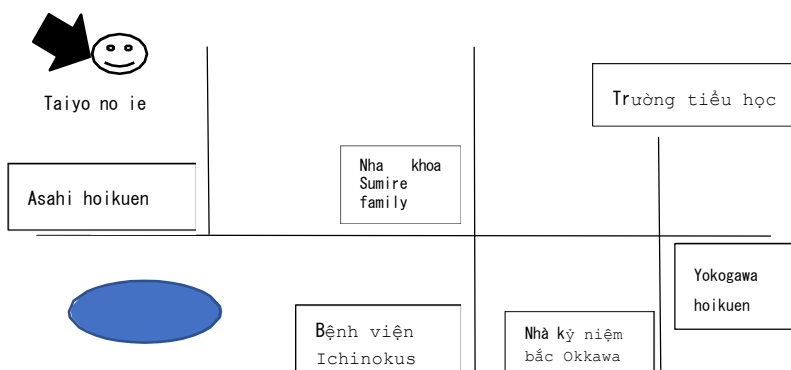 Taiyo no ie
Trường tiểu học
Asahi hoikuen
Nha khoa
Sumire
family
Yokogawa
hoikuen
Bệnh viện
Ichinokus
Nhà kỷ niệm
bắc Okkawa